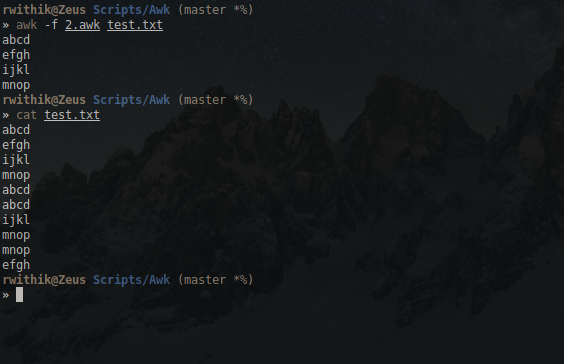 rwithik@Zeus Scripts/Awk (master *%)
» awk -f 2.awk test.txt
abcd
efgh
ijkl
mnop
rwithik@Zeus Scripts/Awk (master *%)
» cat test.txt
abcd
efgh
ijkl
mnop
abcd
abcd
ijkl
mnop
mnop
efgh
rwithik@Zeus Scripts/Awk (master *%)
»